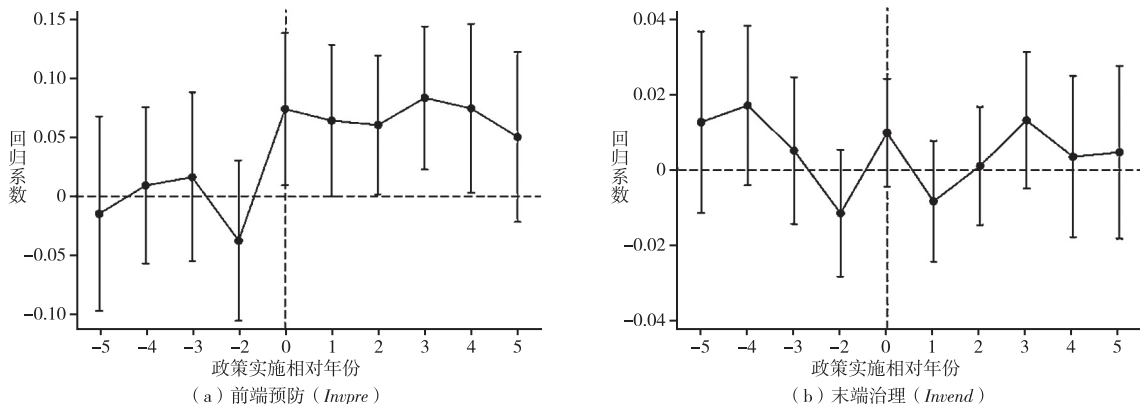 0.15
0.10
0.05
0
-0.05
-0.10
回归系数
-5 -4 -3 -2 0 1 2 3 4 5
政策实施相对年份
(a)前端预防(Invpre)
0.04
0.02
0
-0.02
-0.04
回归系数
-5 -4 -3 -2 0 1 2 3 4 5
政策实施相对年份
(b)末端治理(Invend)